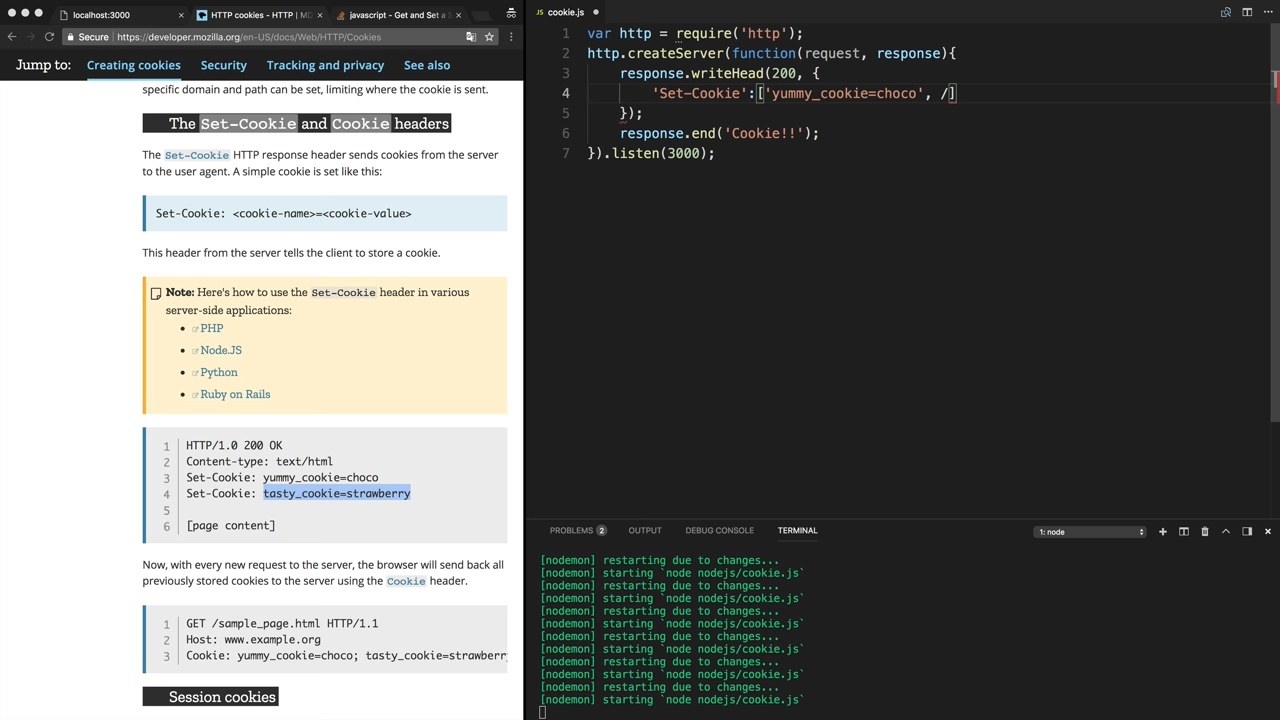 localhost:3000
HTTP cookies - HTTP | MD
javascript - Get and Set a S
Secure
https://developer.mozilla.org/en-US/docs/Web/HTTP/Cookies
Jump to:
Creating cookies
Security
Tracking and privacy
See also
specific domain and path can be set, limiting where the cookie is sent.
The Set-Cookie and Cookie headers
The Set-Cookie HTTP response header sends cookies from the server
to the user agent. A simple cookie is set like this:
Set-Cookie: <cookie-name>=<cookie-value>
This header from the server tells the client to store a cookie.
Note: Here's how to use the Set-Cookie header in various
server-side applications:
PHP
Node.JS
Python
Ruby on Rails
1 HTTP/1.0 200 OK
2 Content-type: text/html
3 Set-Cookie: yummy_cookie=choco
4 Set-Cookie: tasty_cookie=strawberry
5
6 [page content]
Now, with every new request to the server, the browser will send back all
previously stored cookies to the server using the Cookie header.
1 GET /sample_page.html HTTP/1.1
2 Host: www.example.org
3 Cookie: yummy_cookie=choco; tasty_cookie=strawberr
Session cookies
JS cookie.js
1 var http = require('http');
2 http.createServer(function(request, response){
3 response.writeHead(200, {
4 'Set-Cookie':['yummy_cookie=choco', /]
5 });
6 response.end('Cookie!!');
7 }).listen(3000);
PROBLEMS 2
OUTPUT
DEBUG CONSOLE
TERMINAL
1: node
[nodemon] restarting due to changes...
[nodemon] starting `node nodejs/cookie.js`
[nodemon] restarting due to changes...
[nodemon] starting `node nodejs/cookie.js`
[nodemon] restarting due to changes...
[nodemon] starting `node nodejs/cookie.js`
[nodemon] restarting due to changes...
[nodemon] starting `node nodejs/cookie.js`
[nodemon] restarting due to changes...
[nodemon] starting `node nodejs/cookie.js`
[nodemon] restarting due to changes...
[nodemon] starting `node nodejs/cookie.js`